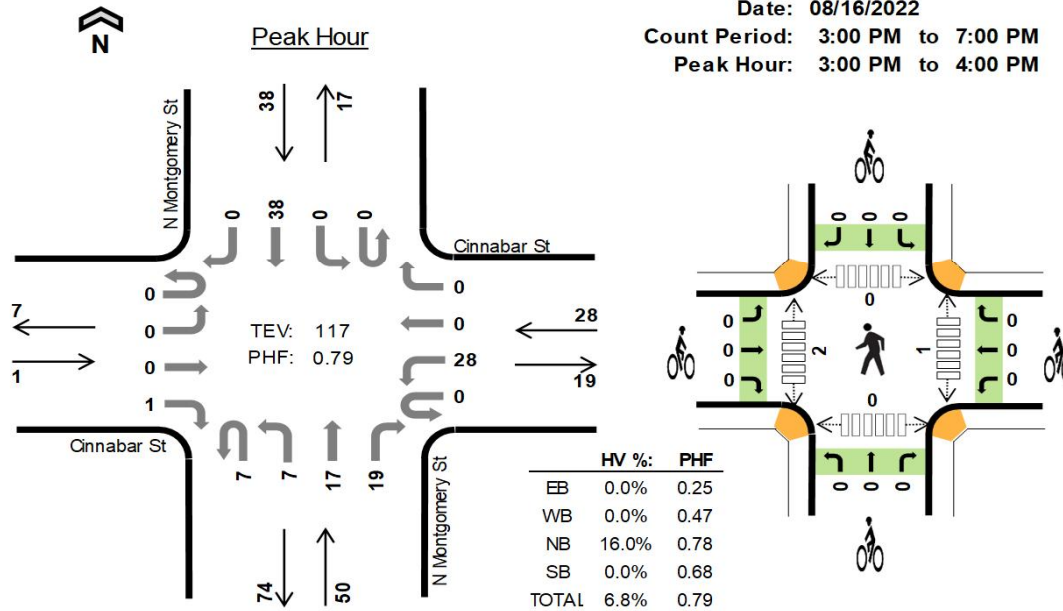 Date: 08/16/2022
Count Period: 3:00 PM to 7:00 PM
Peak Hour: 3:00 PM to 4:00 PM
N
Peak Hour
38
17
N Montgomery St
0 38 0 0
Cinnabar St
7
1
0
0
0
1
TEV: 117
PHF: 0.79
0
0
28
0
28
19
Cinnabar St
7 7 17 19
N Montgomery St
74
50
HV %: PHF
EB 0.0% 0.25
WB 0.0% 0.47
NB 16.0% 0.78
SB 0.0% 0.68
TOTAL 6.8% 0.79
0 0 0
0
0
0
0
2
1
0
0
0
0
0 0 0